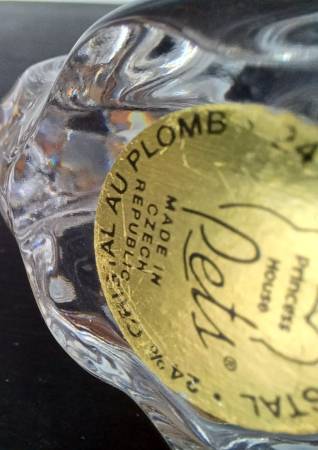 24% CRISTAL AU PLOMB · 24
STAL ·
MADE IN
CZECH
REPUBLIC
Pets®
Princess
House